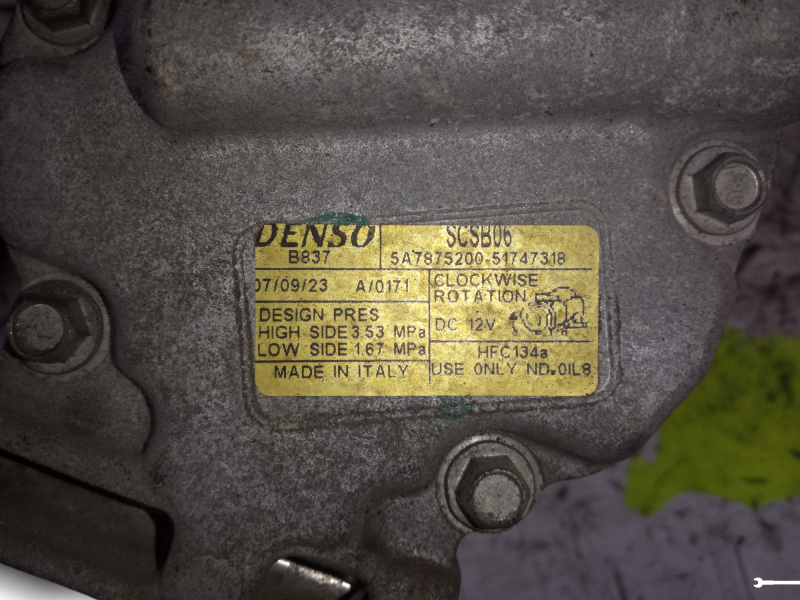 DENSO
B837
SCSB06
5A7875200-51747318
07/09/23 A/0171
CLOCKWISE
ROTATION
DC 12V
DESIGN PRES
HIGH SIDE 3.53 MPa
LOW SIDE 1.67 MPa
HFC134a
MADE IN ITALY
USE ONLY ND-OIL8